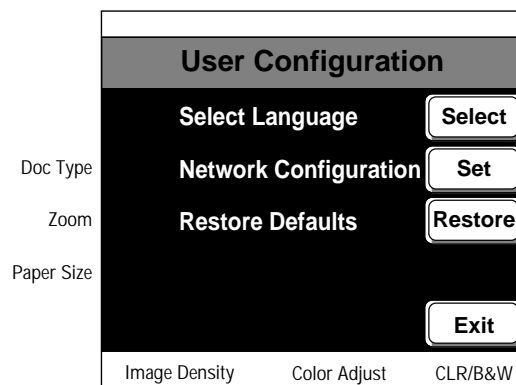 User Configuration
Select Language Select
Doc Type Network Configuration Set
Zoom Restore Defaults Restore
Paper Size
Exit
Image Density Color Adjust CLR/B&W